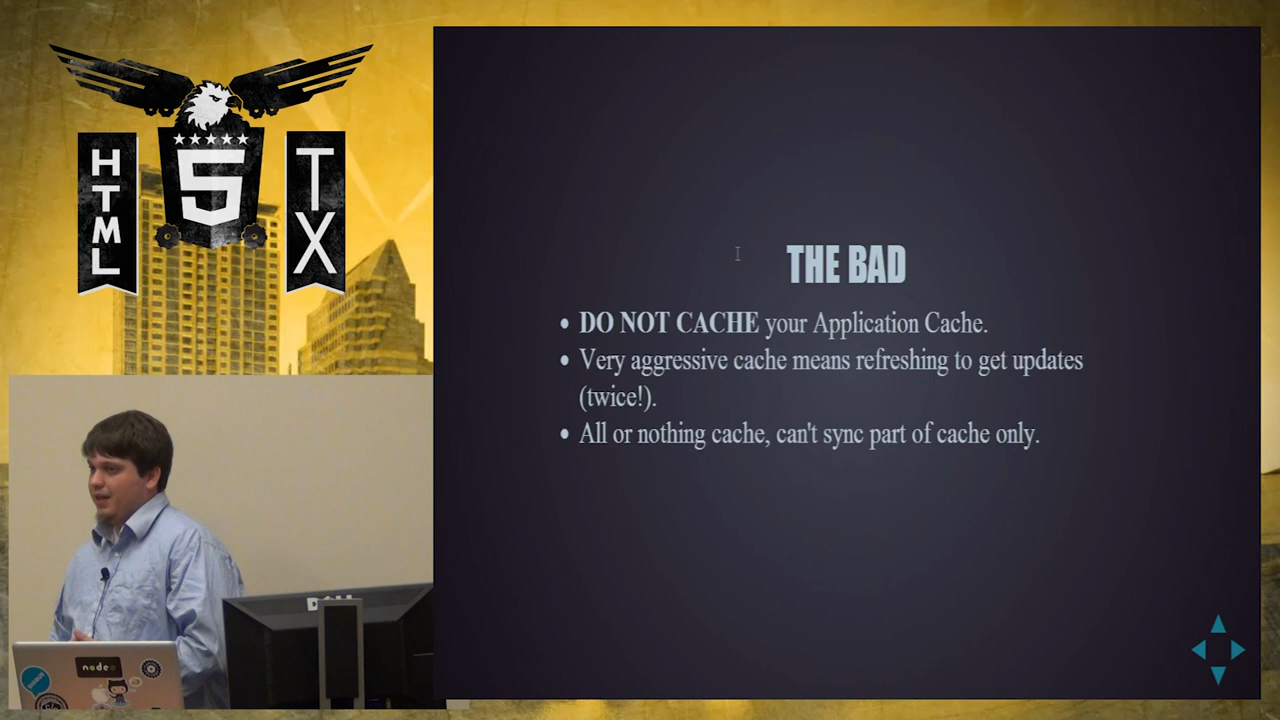 HTML
5
TX
THE BAD
DO NOT CACHE your Application Cache.
Very aggressive cache means refreshing to get updates
(twice!).
All or nothing cache, can't sync part of cache only.
DELL
node